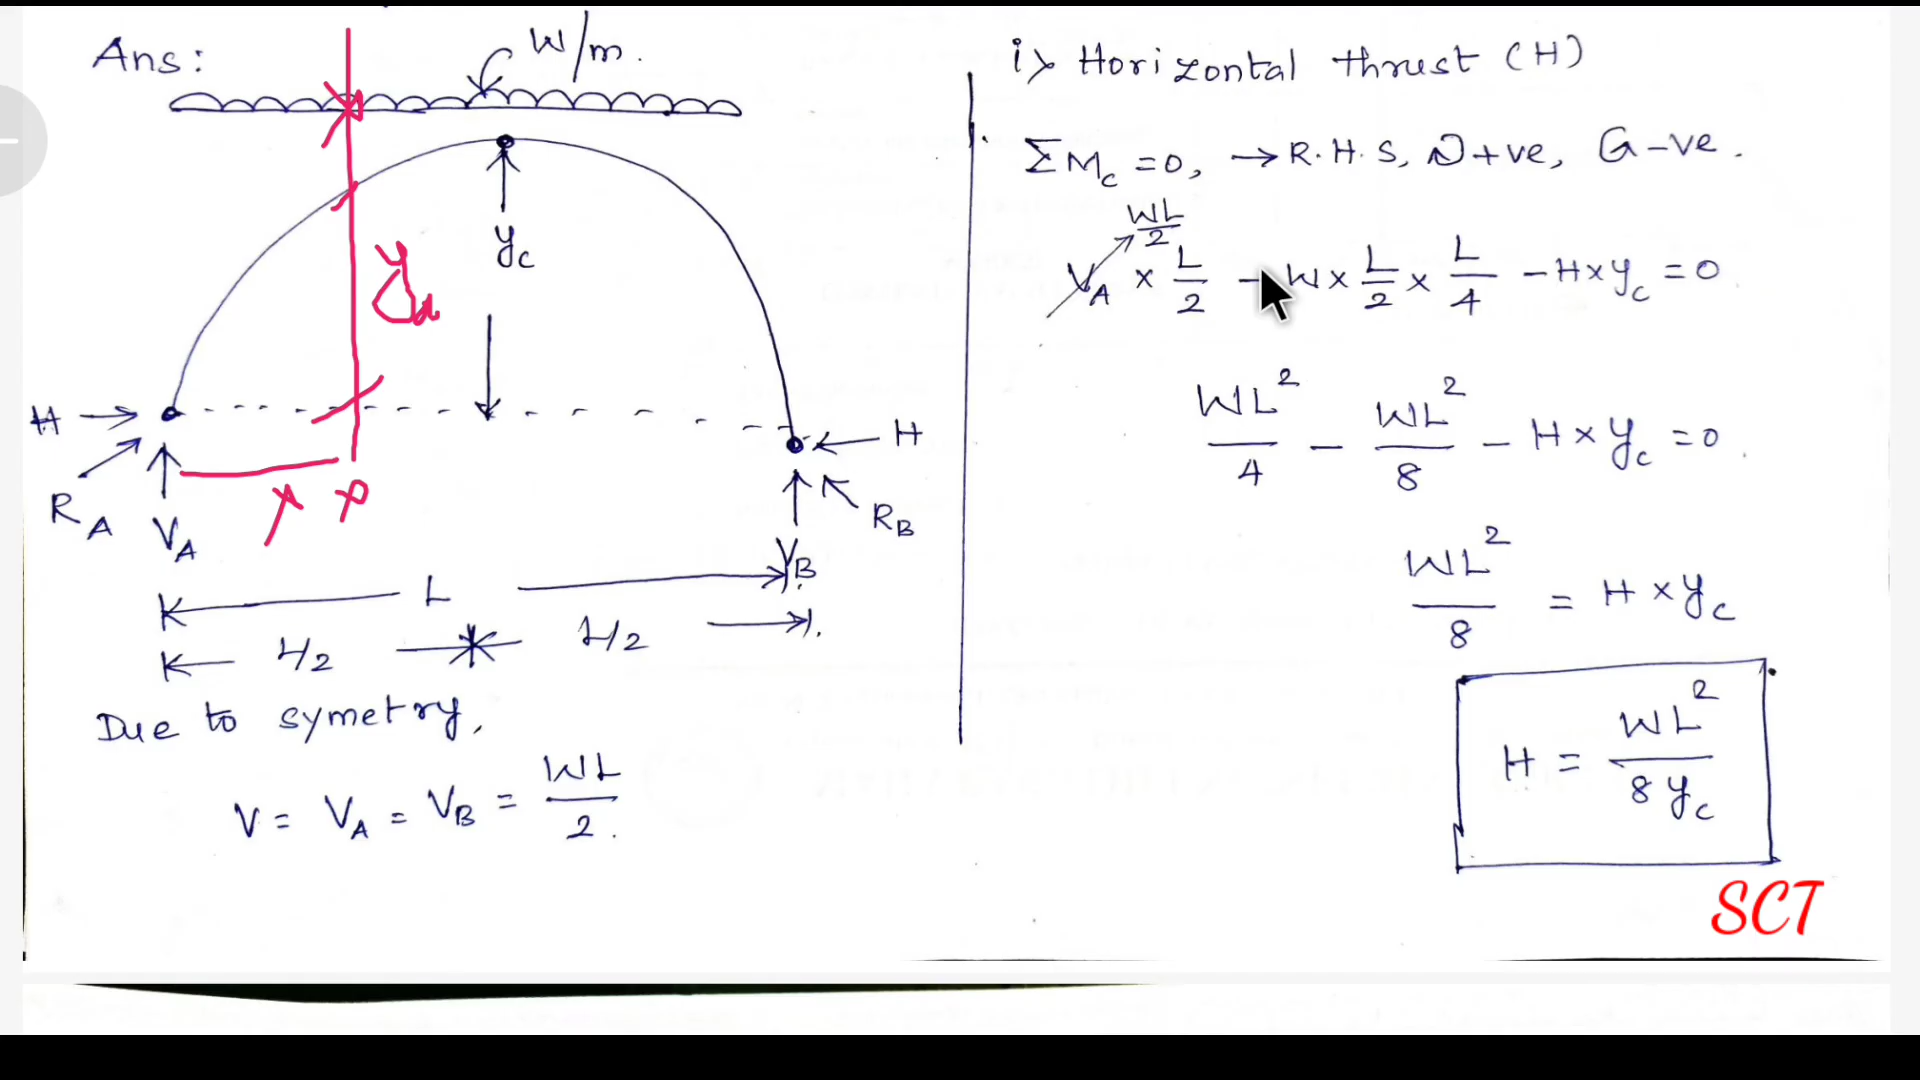 Ans:
W/m.
yc
y
H
H
RA
VA
x
P
RB
VB
L
L/2
L/2
Due to symetry,
V = VA = VB = WL/2.
i> Horizontal thrust (H)
ΣMc = 0, → R.H.S, ↻+ve, ↺-ve.
WL/2
VA × L/2 - W × L/2 × L/4 - H × yc = 0
WL²/4 - WL²/8 - H × yc = 0.
WL²/8 = H × yc
H = WL²/8yc
SCT